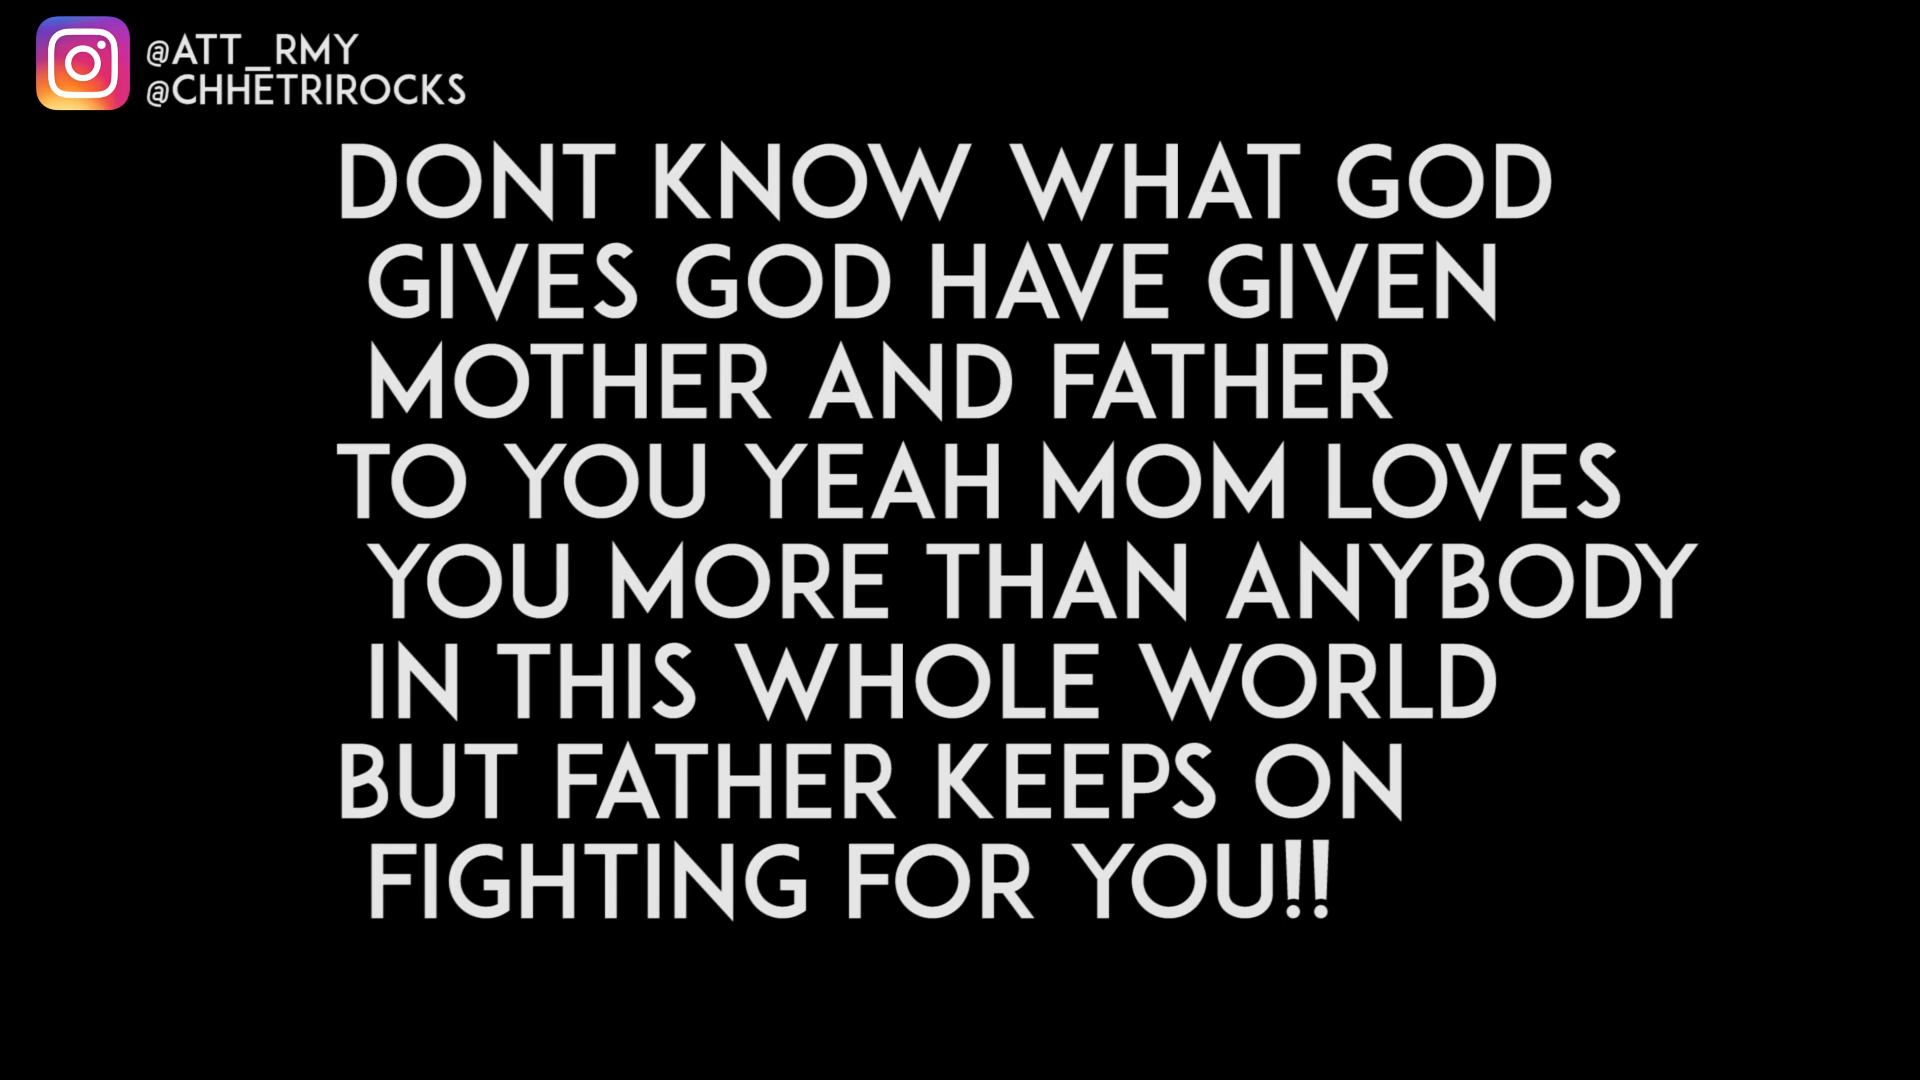 @ATT_RMY
@CHHETRIROCKS
DONT KNOW WHAT GOD
GIVES GOD HAVE GIVEN
MOTHER AND FATHER
TO YOU YEAH MOM LOVES
YOU MORE THAN ANYBODY
IN THIS WHOLE WORLD
BUT FATHER KEEPS ON
FIGHTING FOR YOU!!